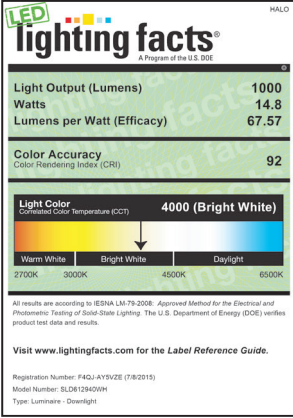 HALO
LED
lighting facts®
A Program of the U.S. DOE
Light Output (Lumens) 1000
Watts 14.8
Lumens per Watt (Efficacy) 67.57
Color Accuracy
Color Rendering Index (CRI) 92
Light Color
Correlated Color Temperature (CCT) 4000 (Bright White)
Warm White Bright White Daylight
2700K 3000K 4500K 6500K
All results are according to IESNA LM-79-2008: Approved Method for the Electrical and
Photometric Testing of Solid-State Lighting. The U.S. Department of Energy (DOE) verifies
product test data and results.
Visit www.lightingfacts.com for the Label Reference Guide.
Registration Number: F4QJ-AY5VZE (7/8/2015)
Model Number: SLD612940WH
Type: Luminaire - Downlight